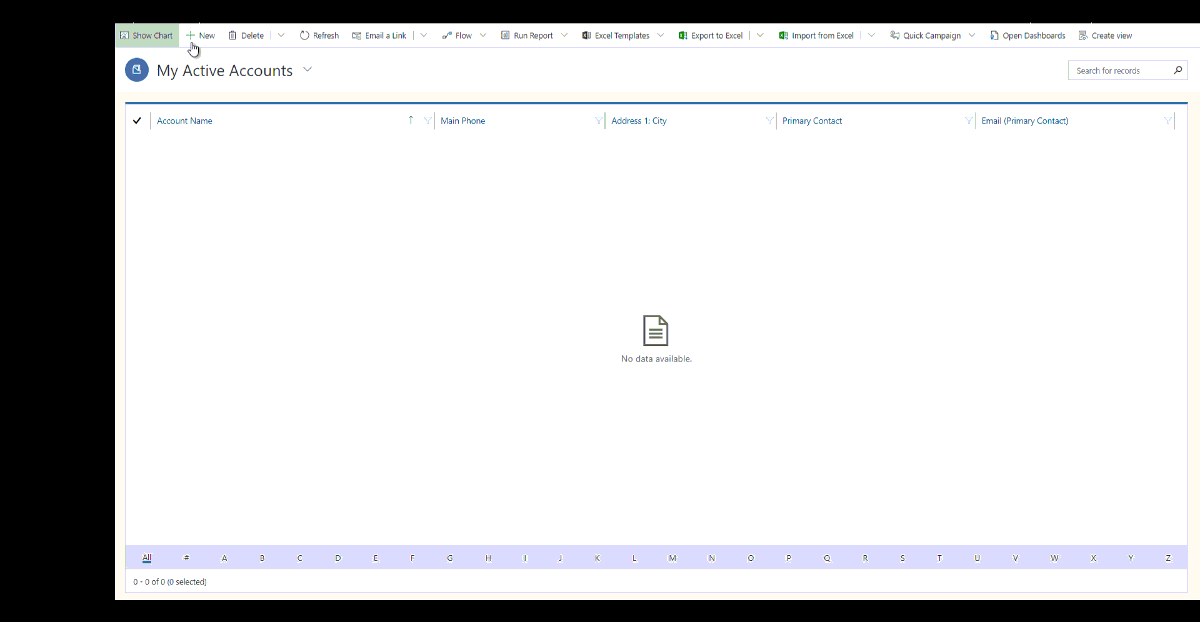 Show Chart New Delete Refresh Email a Link Flow Run Report Excel Templates Export to Excel Import from Excel Quick Campaign Open Dashboards Create view
My Active Accounts Search for records
Account Name Main Phone Address 1: City Primary Contact Email (Primary Contact)
No data available.
All # A B C D E F G H I J K L M N O P Q R S T U V W X Y Z
0 - 0 of 0 (0 selected)